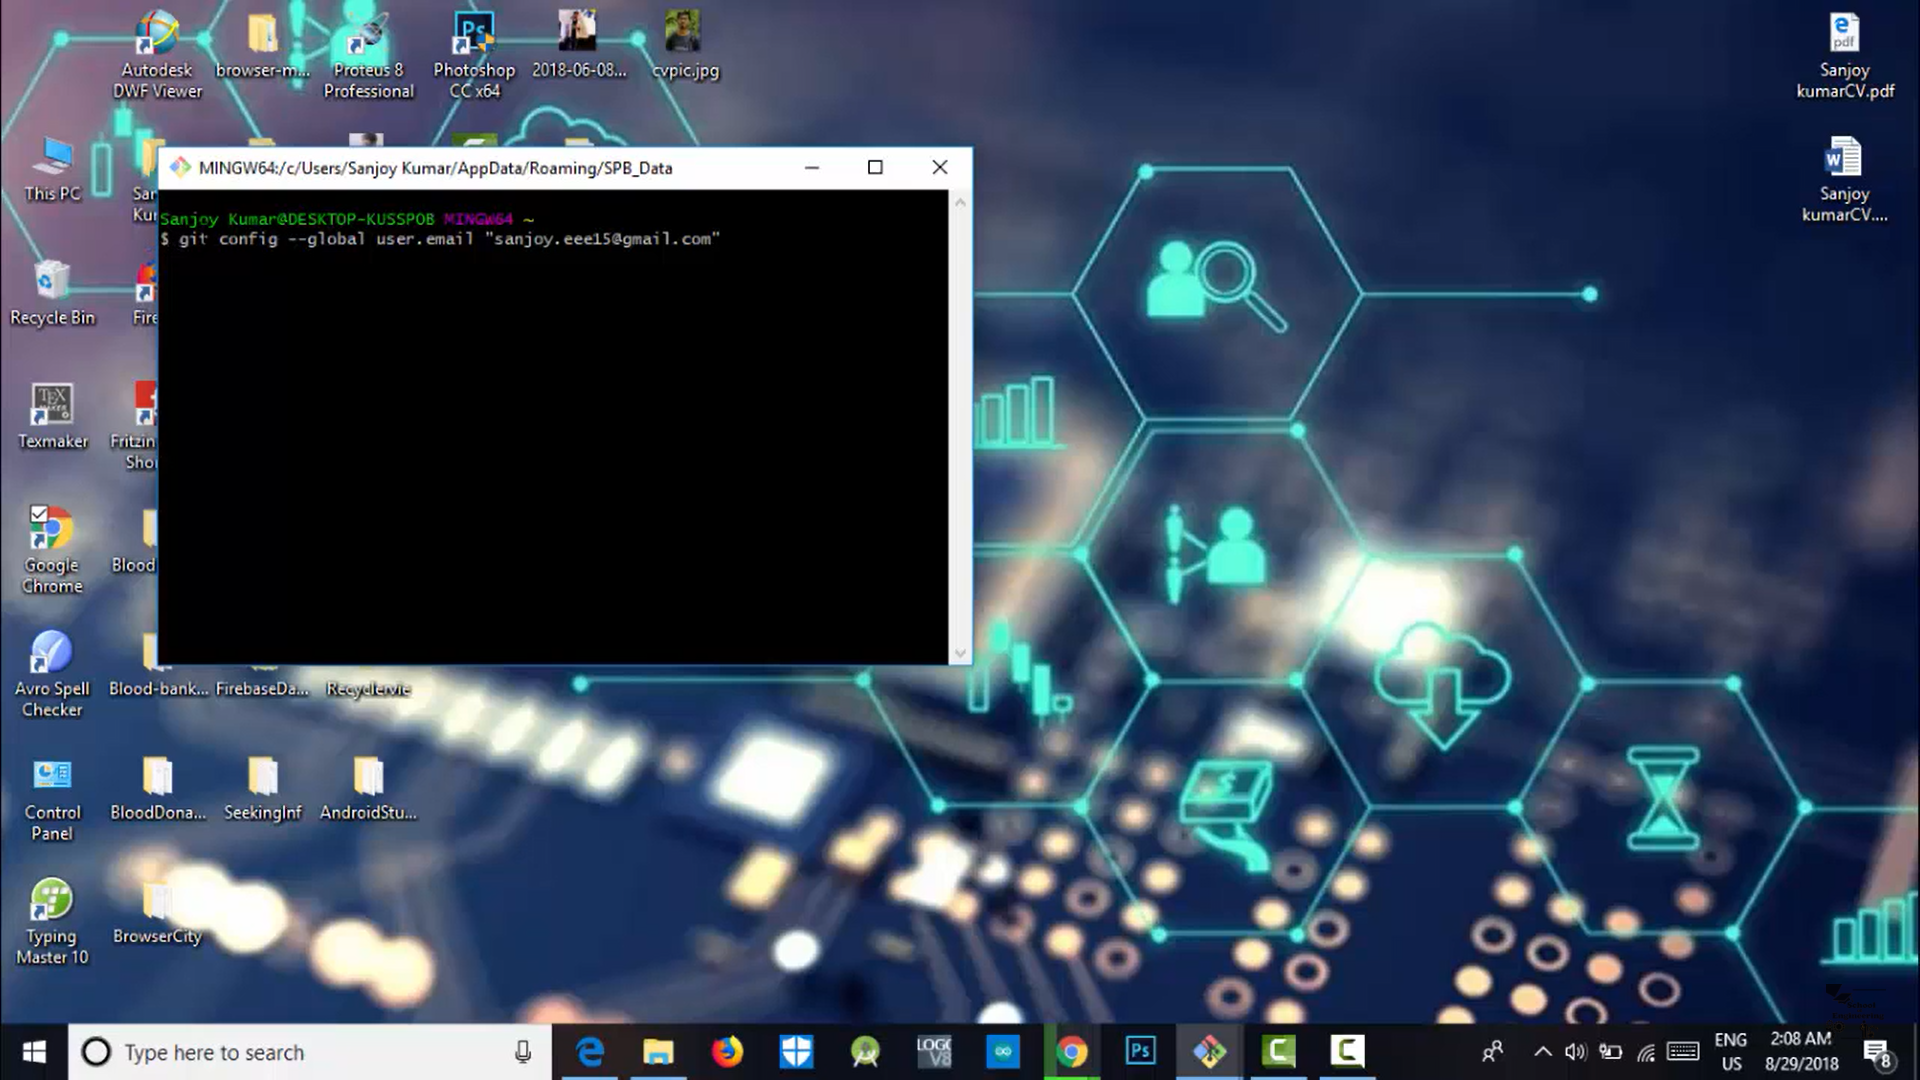 Autodesk
DWF Viewer
browser-m...
Proteus 8
Professional
Photoshop
CC x64
2018-06-08...
cvpic.jpg
Sanjoy
kumarCV.pdf
Sanjoy
kumarCV....
MINGW64:/c/Users/Sanjoy Kumar/AppData/Roaming/SPB_Data
Sanjoy Kumar@DESKTOP-KUSSPOB MINGW64 ~
$ git config --global user.email "sanjoy.eee15@gmail.com"
This PC
San
Ku
Recycle Bin
Fire
Texmaker
Fritzin
Sho
Google
Chrome
Blood
Avro Spell
Checker
Blood-bank...
FirebaseDa...
Recyclervie
Control
Panel
BloodDona...
SeekingInf
AndroidStu...
Typing
Master 10
BrowserCity
Type here to search
ENG
US
2:08 AM
8/29/2018
8